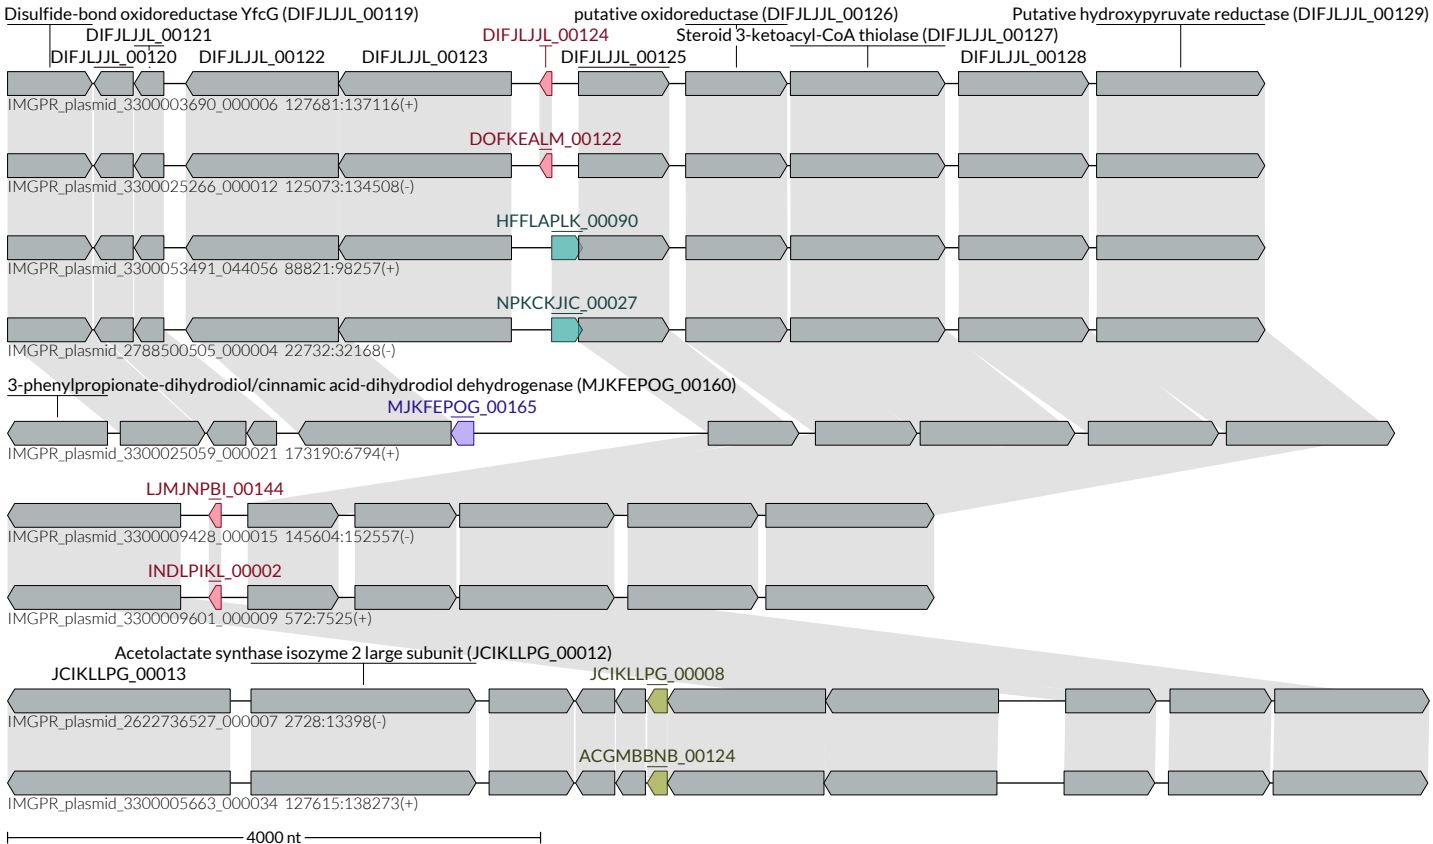 Disulfide-bond oxidoreductase YfcG (DIFJLJJL_00119) putative oxidoreductase (DIFJLJJL_00126) Putative hydroxypyruvate reductase (DIFJLJJL_00129)
DIFJLJJL_00121 DIFJLJJL_00124 Steroid 3-ketoacyl-CoA thiolase (DIFJLJJL_00127)
DIFJLJJL_00120 DIFJLJJL_00122 DIFJLJJL_00123 DIFJLJJL_00125 DIFJLJJL_00128
IMGPR_plasmid_3300003690_000006 127681:137116(+)
DOFKEALM_00122
IMGPR_plasmid_3300025266_000012 125073:134508(-)
HFFLAPLK_00090
IMGPR_plasmid_3300053491_044056 88821:98257(+)
NPKCKJIC_00027
IMGPR_plasmid_2788500505_000004 22732:32168(-)
3-phenylpropionate-dihydrodiol/cinnamic acid-dihydrodiol dehydrogenase (MJKFEPOG_00160)
MJKFEPOG_00165
IMGPR_plasmid_3300025059_000021 173190:6794(+)
LJMJNPBI_00144
IMGPR_plasmid_3300009428_000015 145604:152557(-)
INDLPIKL_00002
IMGPR_plasmid_3300009601_000009 572:7525(+)
Acetolactate synthase isozyme 2 large subunit (JCIKLLPG_00012)
JCIKLLPG_00013 JCIKLLPG_00008
IMGPR_plasmid_2622736527_000007 2728:13398(-)
ACGMBBNB_00124
IMGPR_plasmid_3300005663_000034 127615:138273(+)
4000 nt